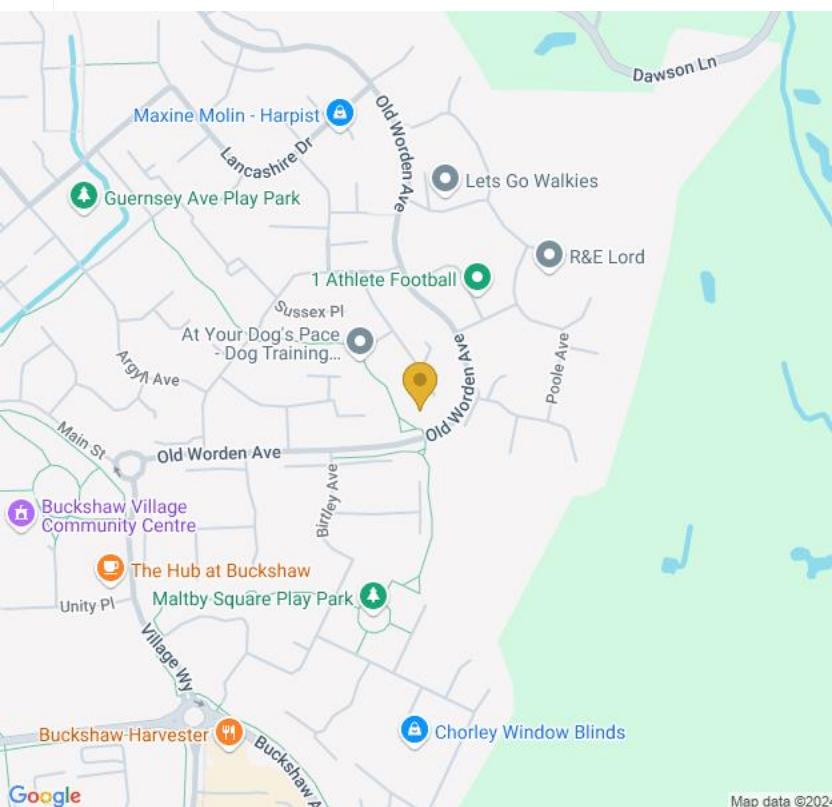 Dawson Ln
Maxine Molin - Harpist
Old Worden Ave
Lancashire Dr
Lets Go Walkies
Guernsey Ave Play Park
R&E Lord
1 Athlete Football
Sussex Pl
At Your Dog's Pace
- Dog Training...
Argyll Ave
Old Worden Ave
Poole Ave
Main St
Old Worden Ave
Birtley Ave
Buckshaw Village
Community Centre
The Hub at Buckshaw
Unity Pl
Maltby Square Play Park
Village Wy
Buckshaw Harvester
Chorley Window Blinds
Buckshaw
Google
Map data ©202